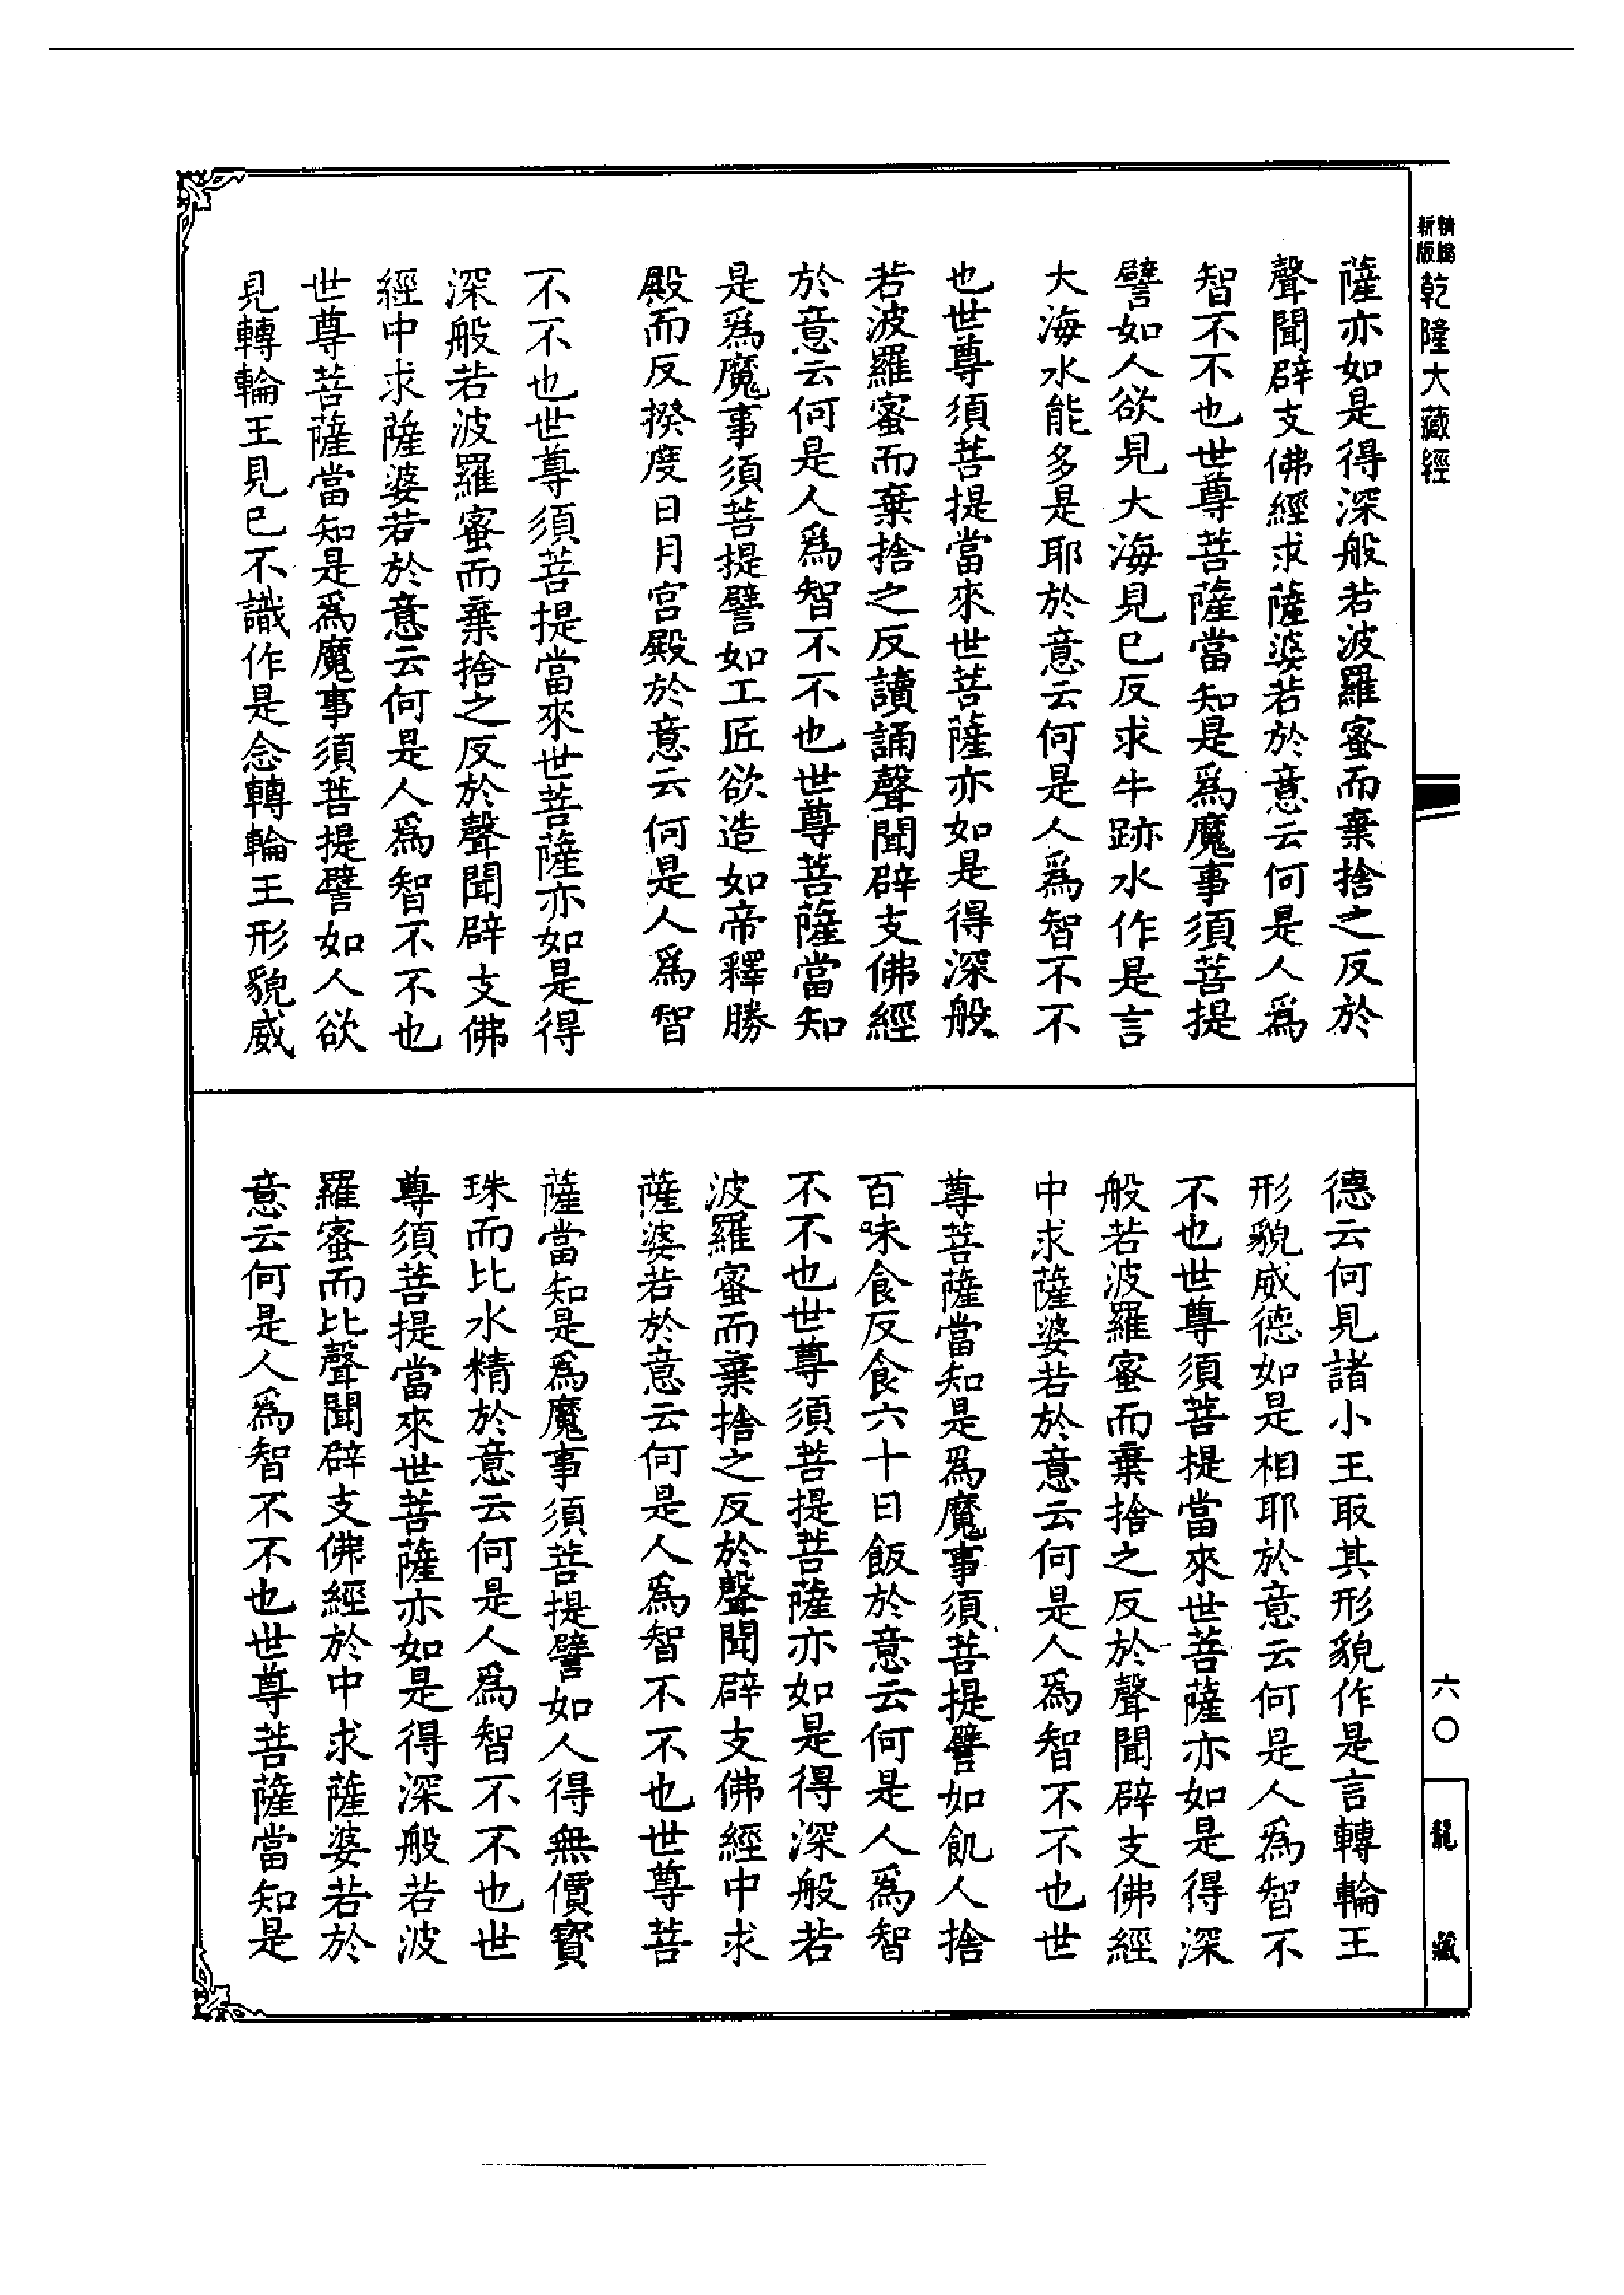 精編
新版
乾隆大藏經
薩亦如是得深般若波羅蜜而棄捨之反於
聲聞辟支佛經求薩婆若於意云何是人為
智不不也世尊菩薩當知是為魔事須菩提
譬如人欲見大海見已反求牛跡水作是言
大海水能多是耶於意云何是人為智不不
也世尊須菩提當來世菩薩亦如是得深般
若波羅蜜而棄捨之反讀誦聲聞辟支佛經
於意云何是人為智不不也世尊菩薩當知
是為魔事須菩提譬如工匠欲造如帝釋勝
殿而反揆度日月宮殿於意云何是人為智
不不也世尊須菩提當來世菩薩亦如是得
深般若波羅蜜而棄捨之反於聲聞辟支佛
經中求薩婆若於意云何是人為智不不也
世尊菩薩當知是為魔事須菩提譬如人欲
見轉輪王見已不識作是念轉輪王形貌威
德云何見諸小王取其形貌作是言轉輪王
形貌威德如是相耶於意云何是人為智不
不也世尊須菩提當來世菩薩亦如是得深
般若波羅蜜而棄捨之反於聲聞辟支佛經
中求薩婆若於意云何是人為智不不也世
尊菩薩當知是為魔事須菩提譬如飢人捨
百味食反食六十日飯於意云何是人為智
不不也世尊須菩提菩薩亦如是得深般若
波羅蜜而棄捨之反於聲聞辟支佛經中求
薩婆若於意云何是人為智不不也世尊菩
薩當知是為魔事須菩提譬如人得無價寶
珠而比水精於意云何是人為智不不也世
尊須菩提當來世菩薩亦如是得深般若波
羅蜜而比聲聞辟支佛經於中求薩婆若於
意云何是人為智不不也世尊菩薩當知是
六〇
龍藏